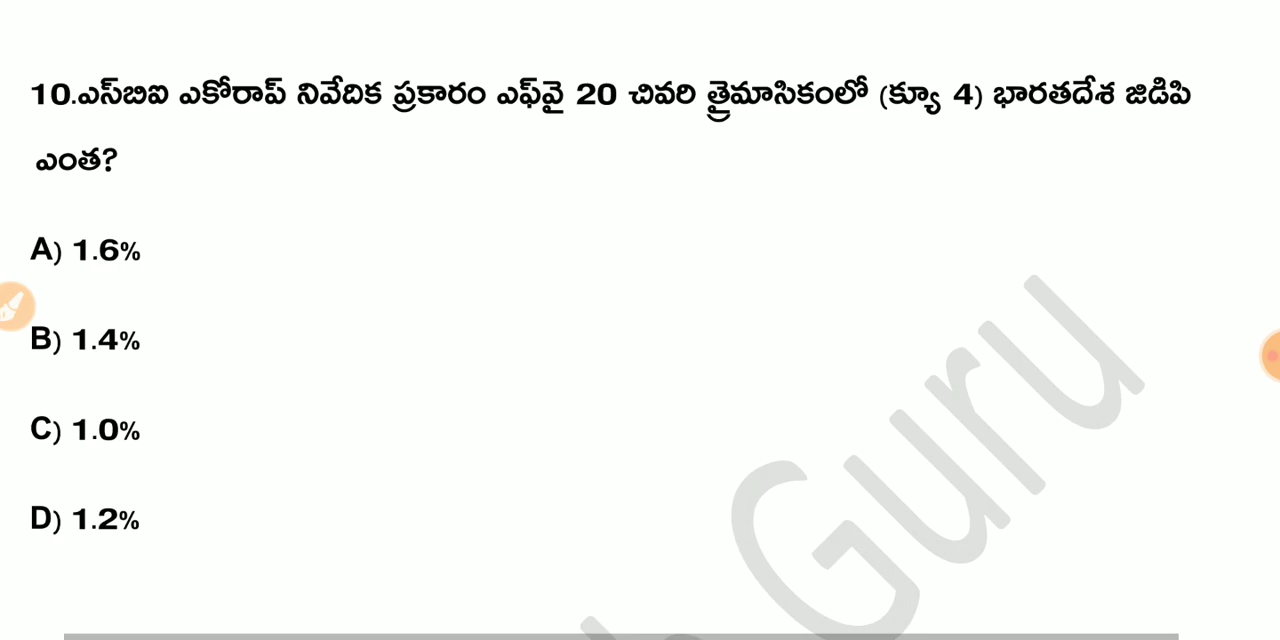 10.ఎస్‌బిఐ ఎకోరాప్ నివేదిక ప్రకారం ఎఫ్‌వై 20 చివరి త్రైమాసికంలో (క్యూ 4) భారతదేశ జిడిపి
ఎంత?
A) 1.6%
B) 1.4%
C) 1.0%
D) 1.2%
Guru